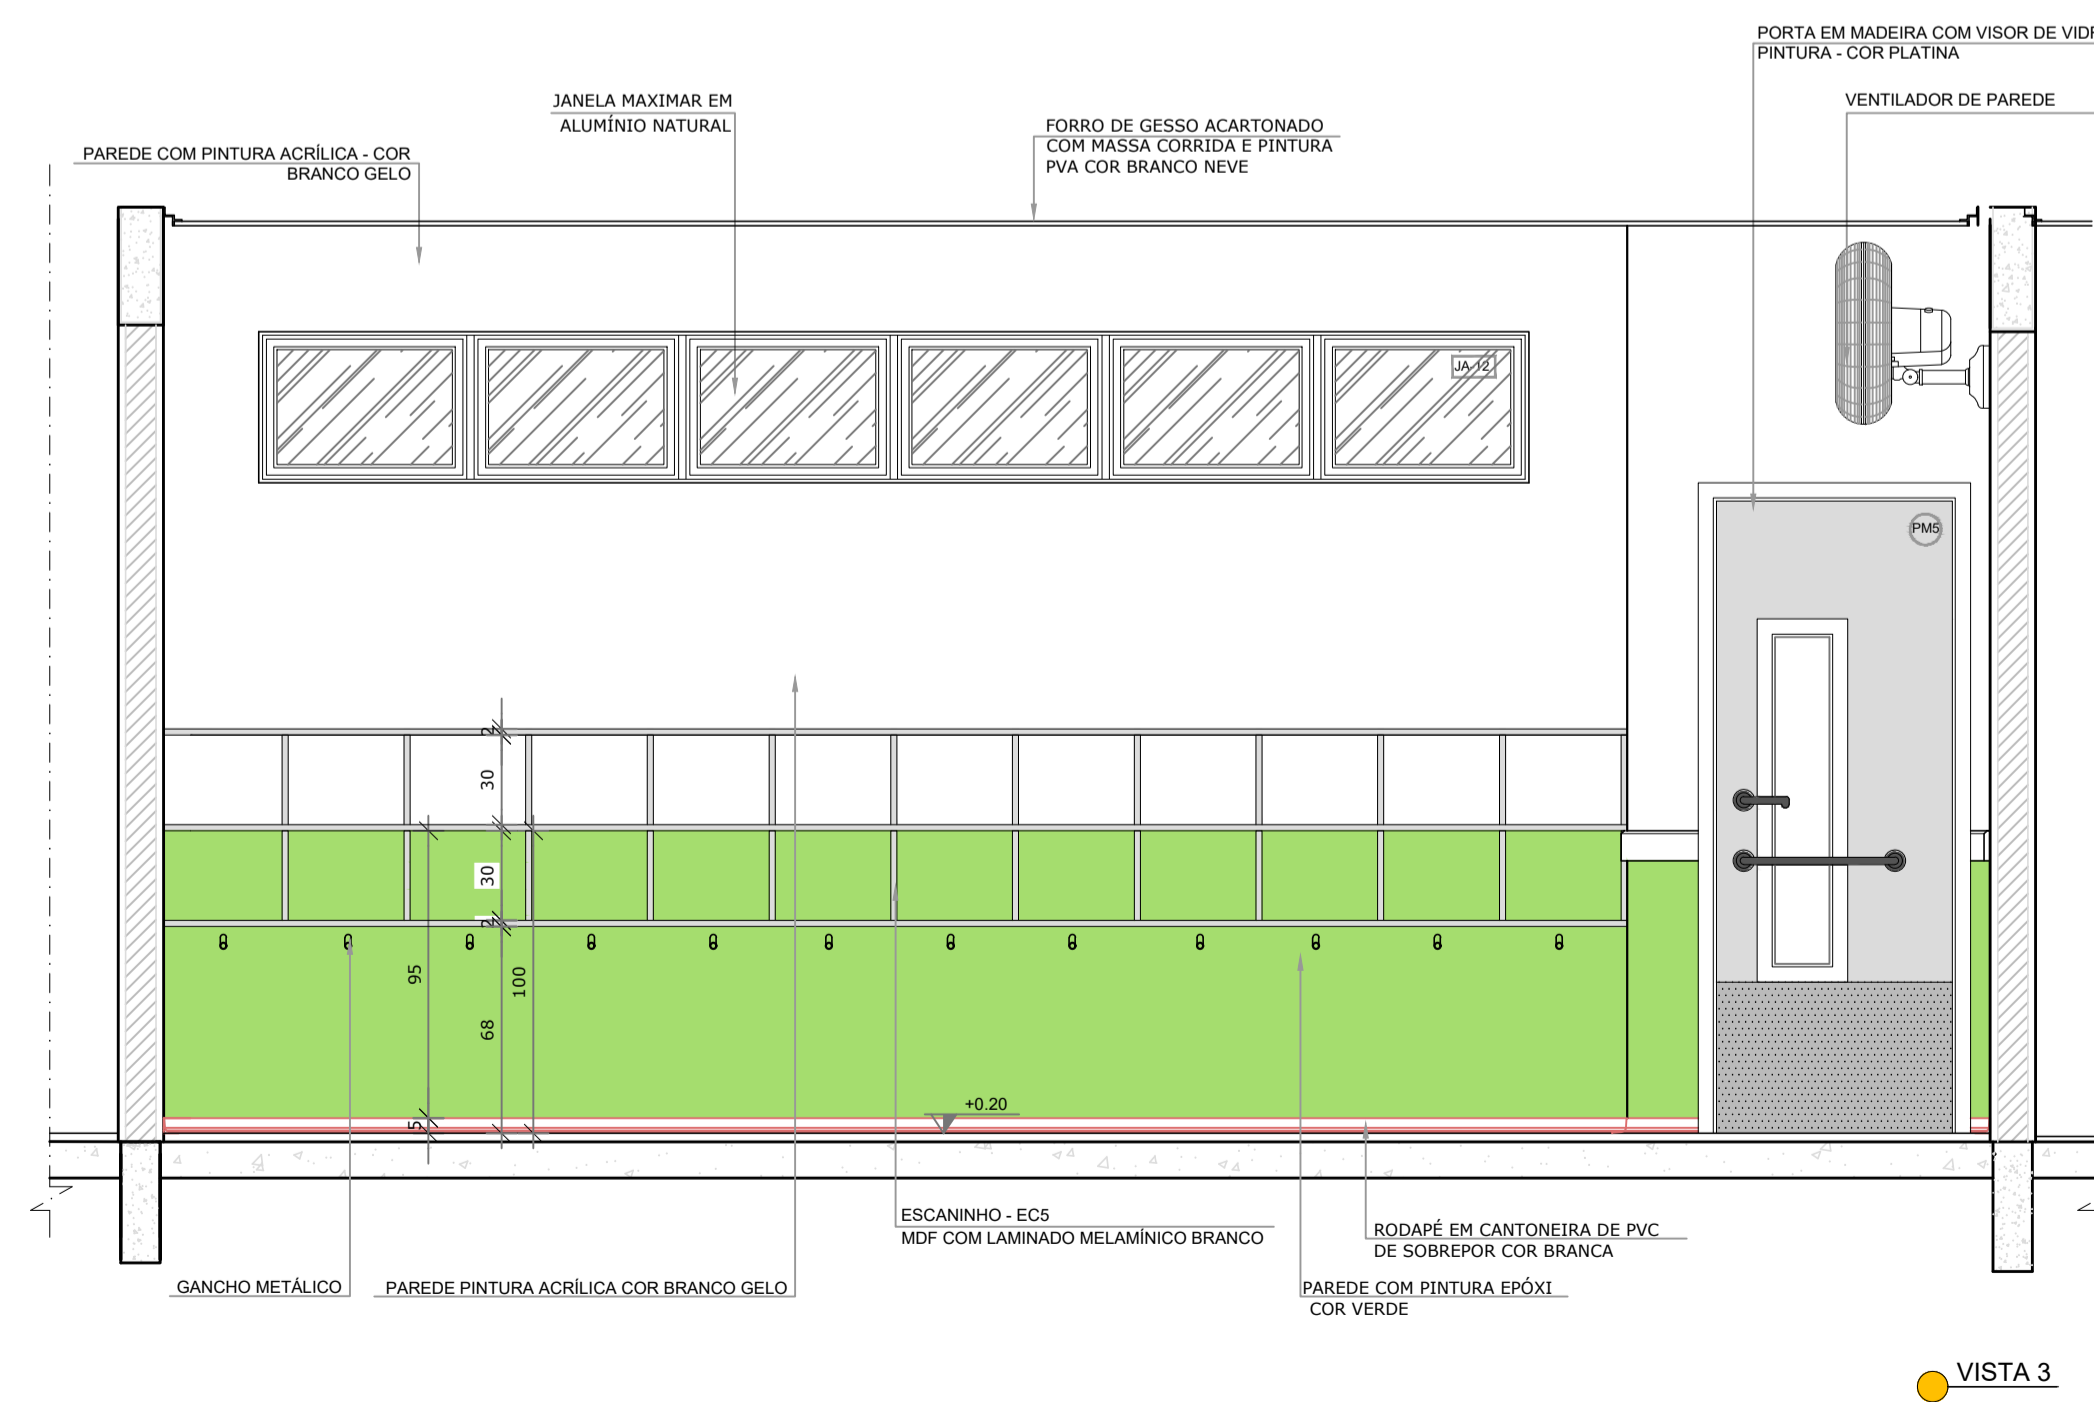 PORTA EM MADEIRA COM VISOR DE
PINTURA - COR PLATINA
VENTILADOR DE PAREDE
JANELA MAXIMAR EM
ALUMÍNIO NATURAL
FORRO DE GESSO ACARTONADO
COM MASSA CORRIDA E PINTURA
PVA COR BRANCO NEVE
PAREDE COM PINTURA ACRÍLICA - COR
BRANCO GELO
JA-12
PM5
2
30
30
2
95
100
68
5
+0.20
ESCANINHO - EC5
MDF COM LAMINADO MELAMÍNICO BRANCO
RODAPÉ EM CANTONEIRA DE PVC
DE SOBREPOR COR BRANCA
GANCHO METÁLICO
PAREDE PINTURA ACRÍLICA COR BRANCO GELO
PAREDE COM PINTURA EPÓXI
COR VERDE
VISTA 3